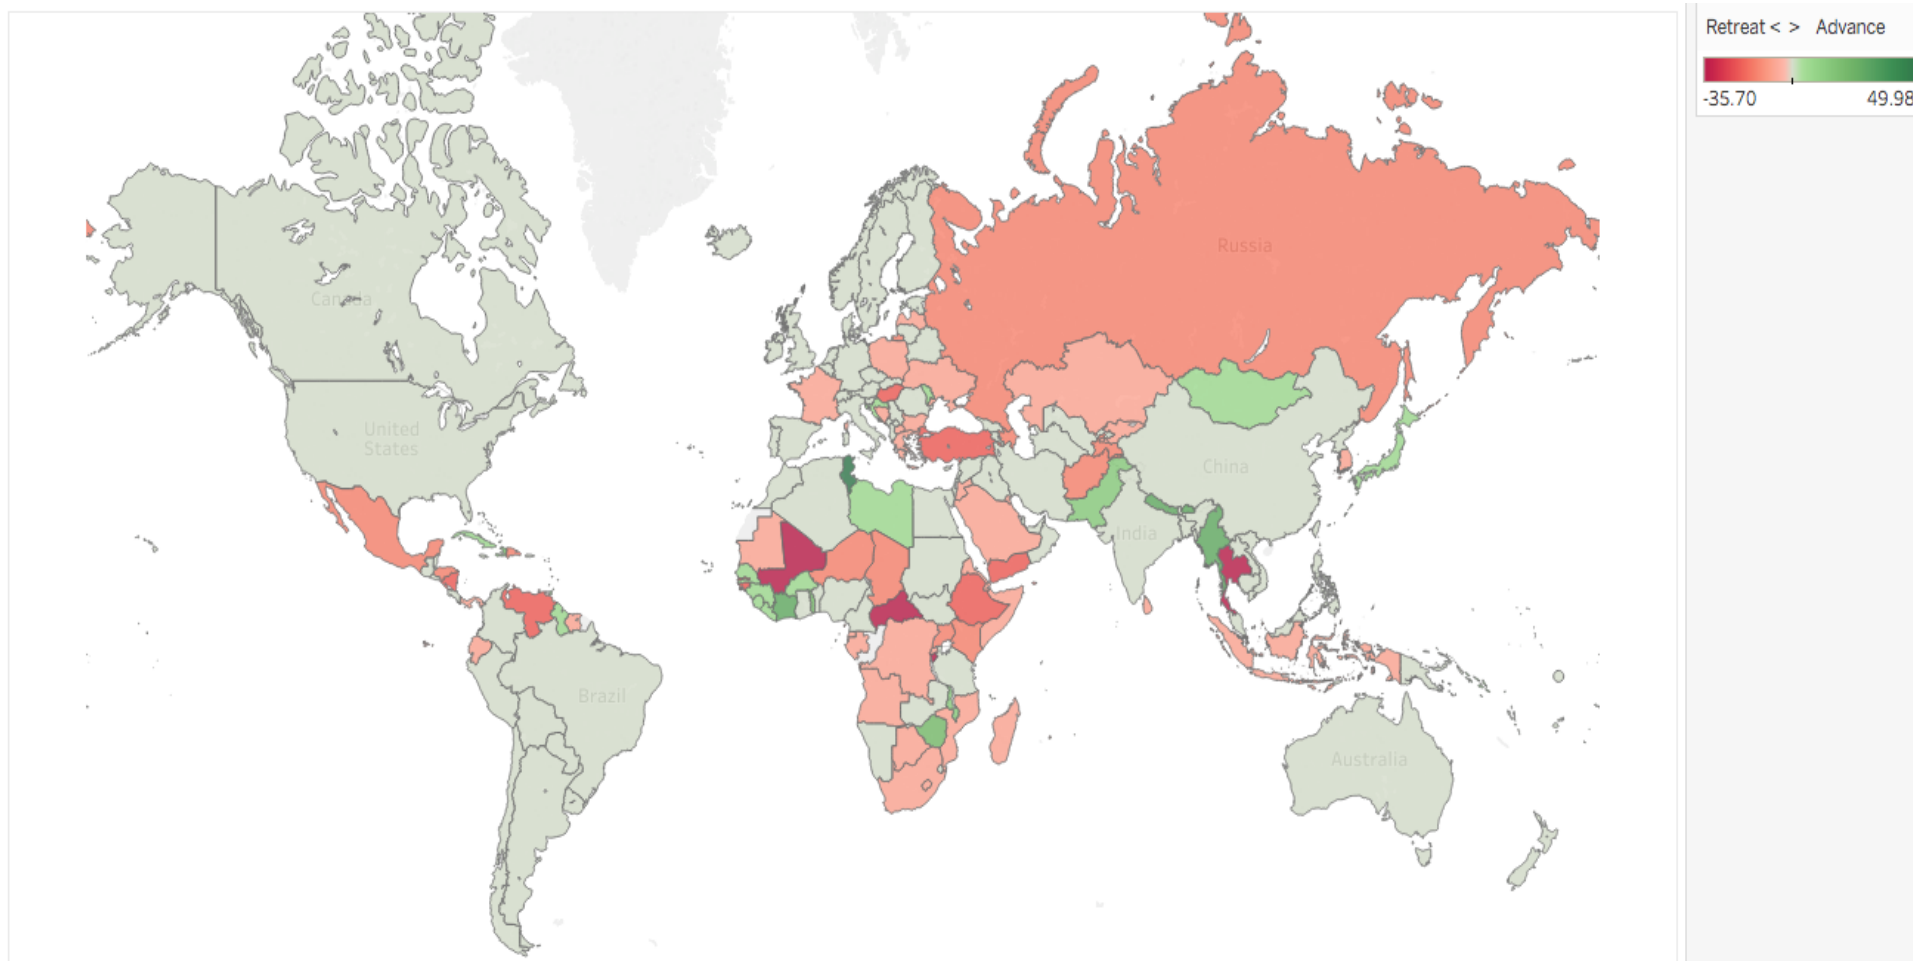 Retreat < > Advance
-35.70 49.98
Russia
Canada
United
States
China
India
Brazil
Australia